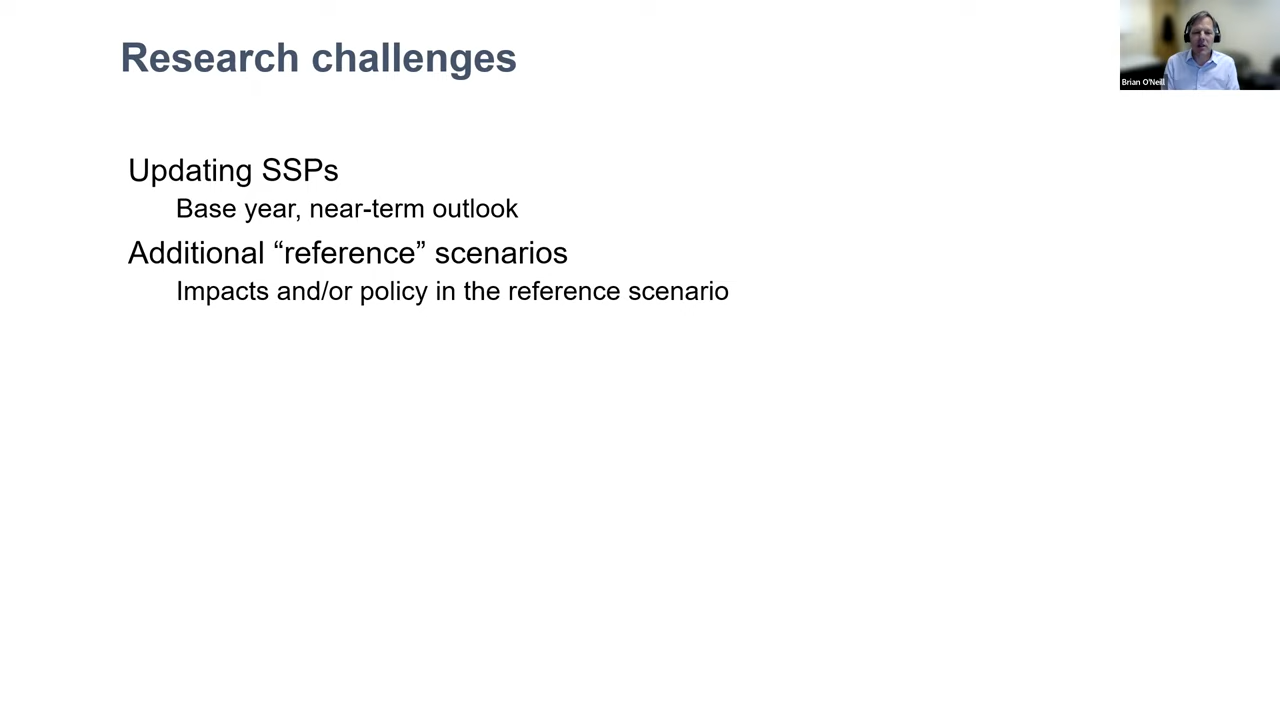 Research challenges
Brian O'Neill
Updating SSPs
Base year, near-term outlook
Additional “reference” scenarios
Impacts and/or policy in the reference scenario